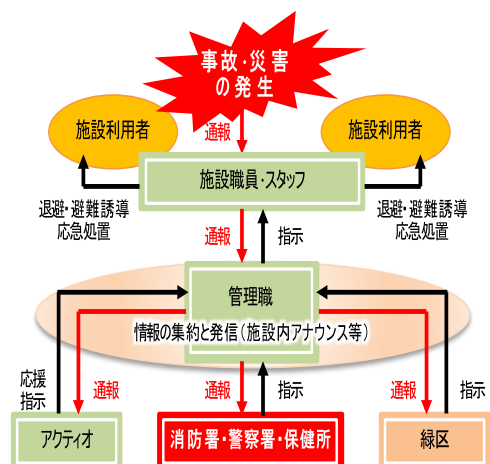 事故・災害
の発生
通報
施設利用者
施設利用者
施設職員・スタッフ
退避・避難誘導
応急処置
退避・避難誘導
応急処置
通報
指示
管理職
情報の集約と発信（施設内アナウンス等）
応援
指示
通報
通報
指示
通報
指示
アクティオ
消防署・警察署・保健所
緑区